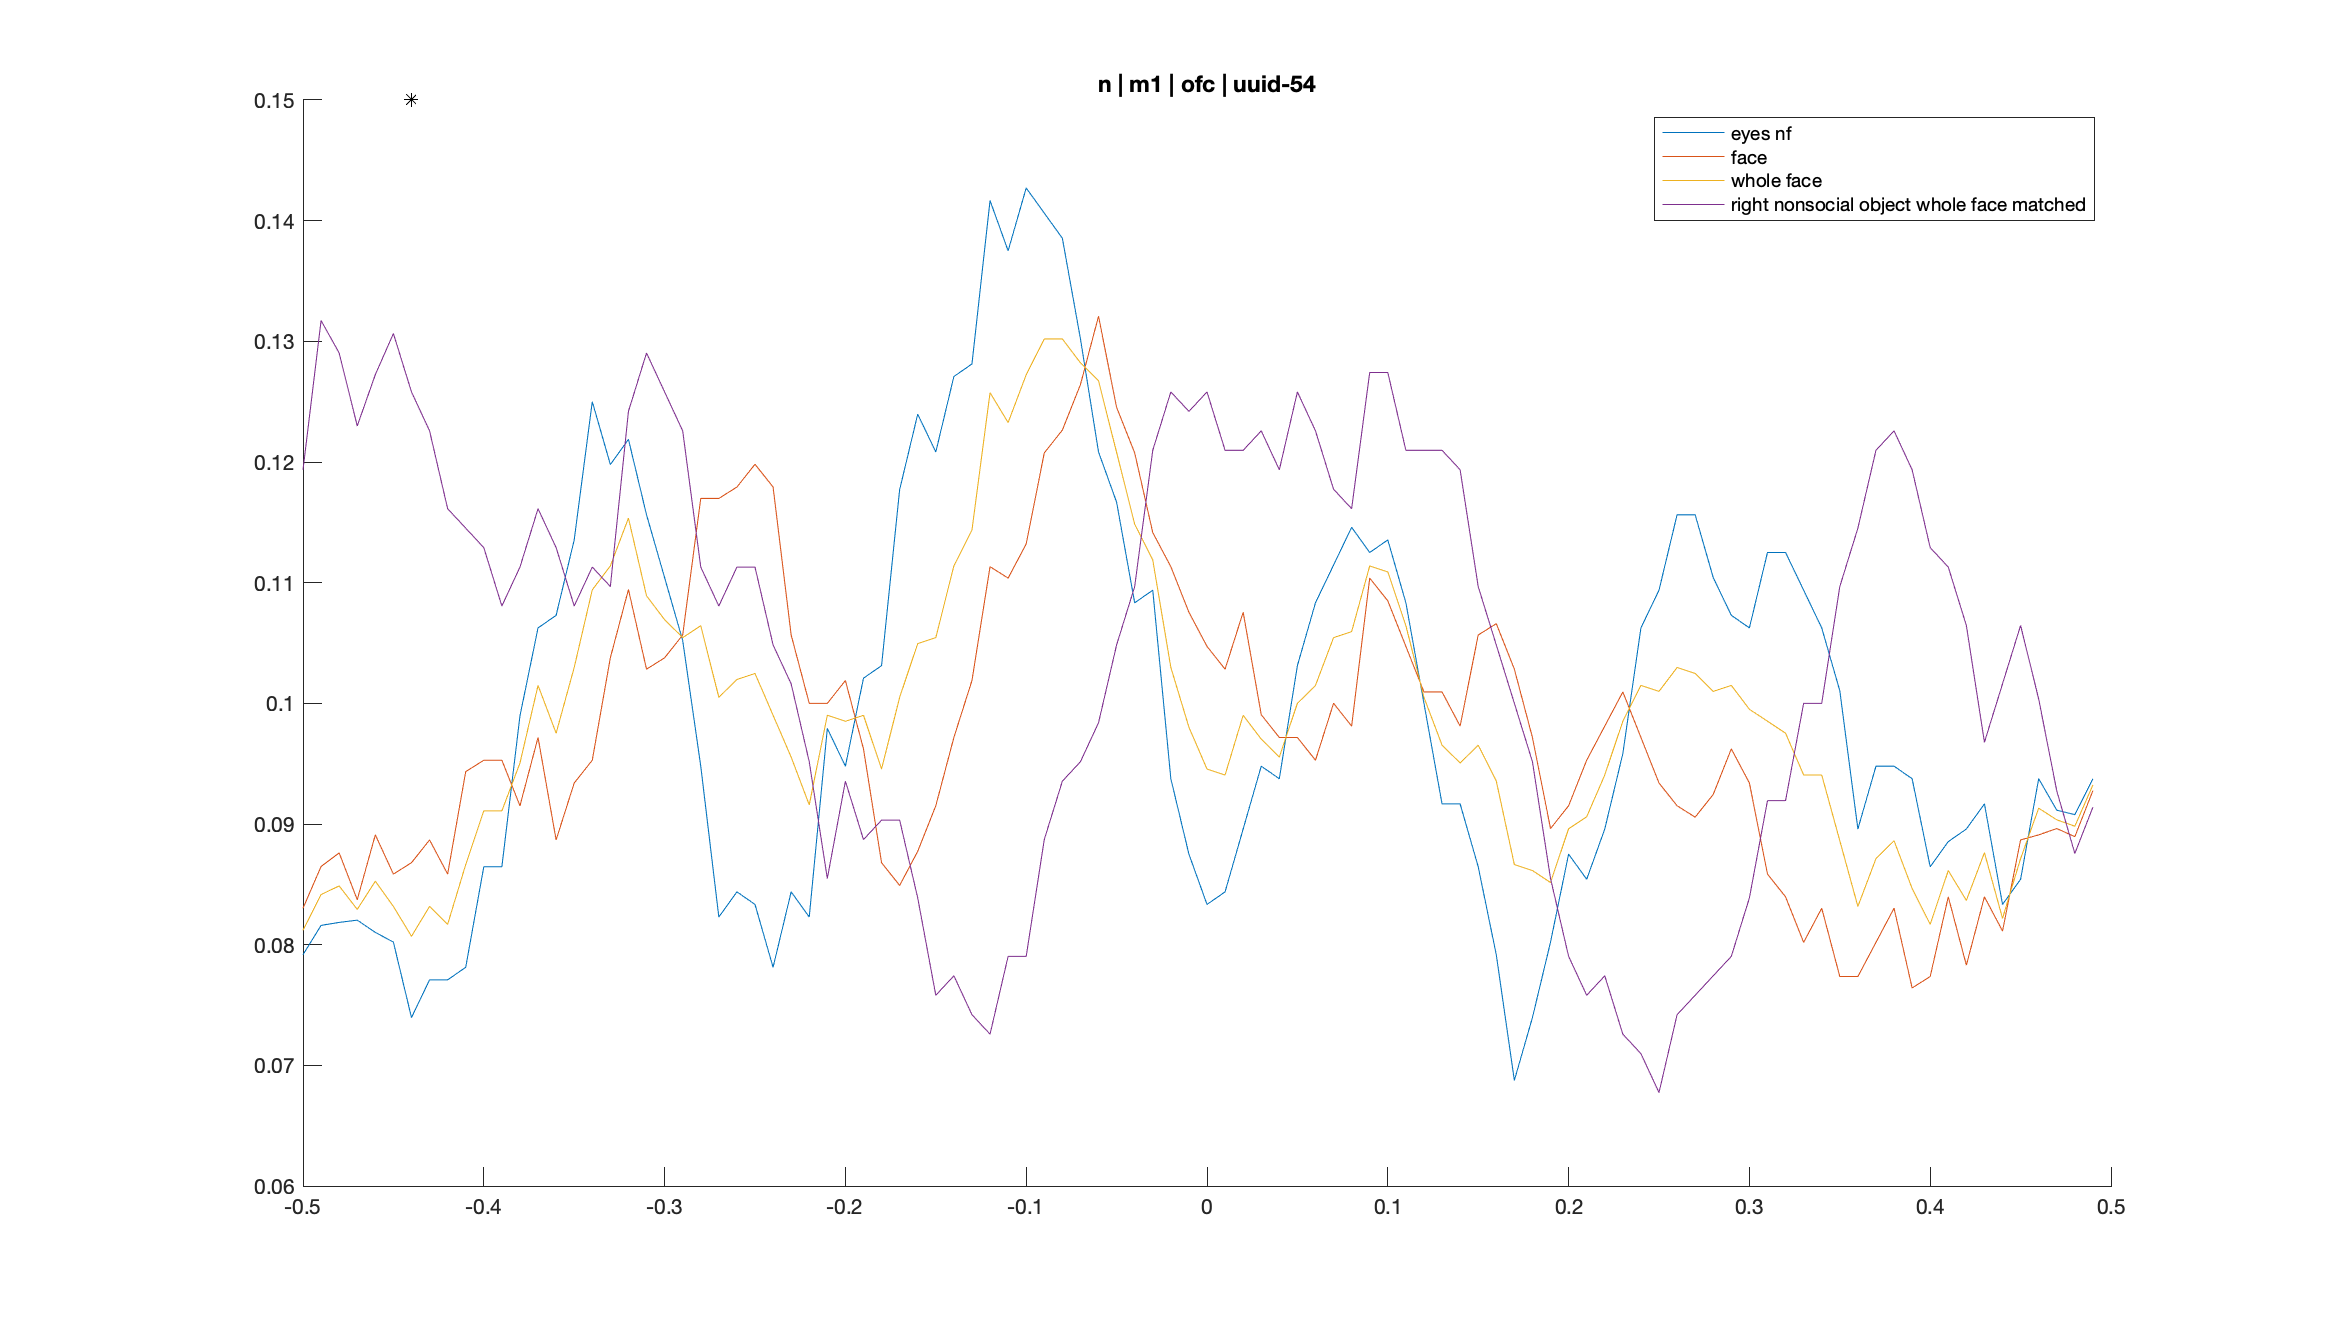 n | m1 | ofc | uuid-54
0.15
0.14
0.13
0.12
0.11
0.1
0.09
0.08
0.07
0.06
-0.5 -0.4 -0.3 -0.2 -0.1 0 0.1 0.2 0.3 0.4 0.5
eyes nf
face
whole face
right nonsocial object whole face matched